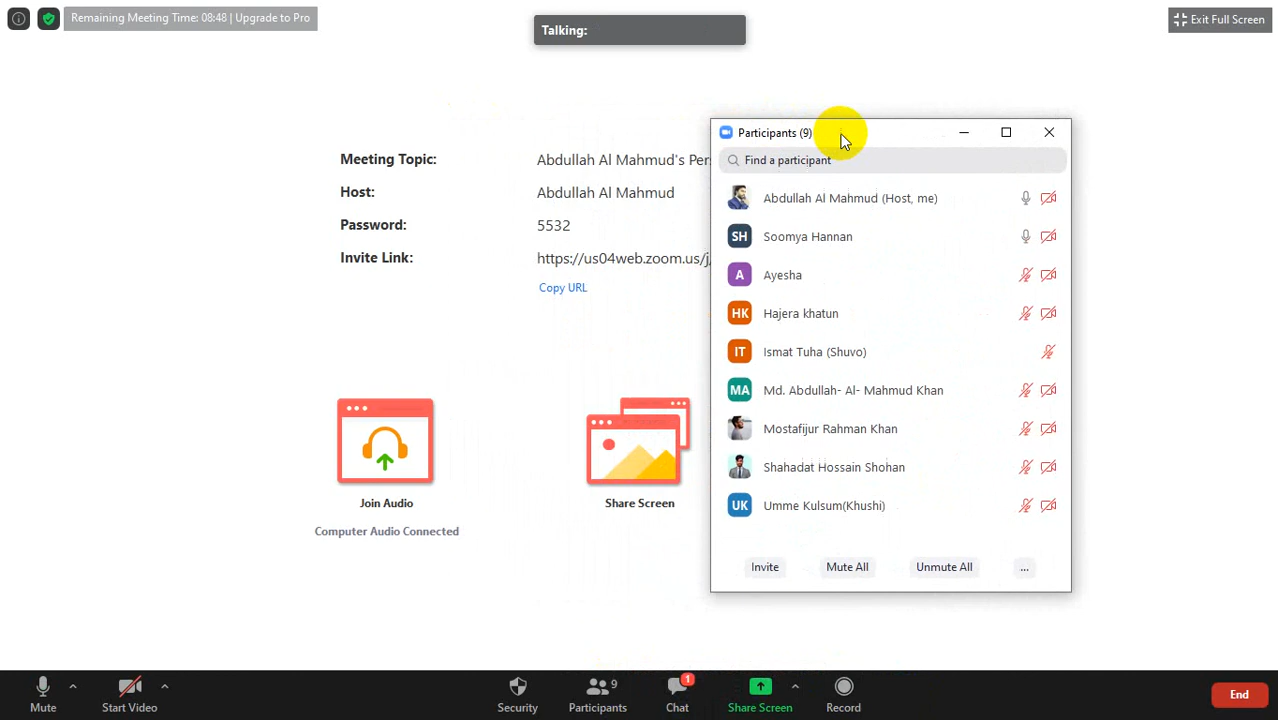 Remaining Meeting Time: 08:48 | Upgrade to Pro
Talking:
Exit Full Screen
Meeting Topic: Abdullah Al Mahmud's Per
Host: Abdullah Al Mahmud
Password: 5532
Invite Link: https://us04web.zoom.us/j/
Copy URL
Join Audio
Computer Audio Connected
Share Screen
Participants (9)
Find a participant
Abdullah Al Mahmud (Host, me)
SH Soomya Hannan
A Ayesha
HK Hajera khatun
IT Ismat Tuha (Shuvo)
MA Md. Abdullah- Al- Mahmud Khan
Mostafijur Rahman Khan
Shahadat Hossain Shohan
UK Umme Kulsum(Khushi)
Invite Mute All Unmute All ...
Mute
Start Video
Security
9
Participants
1
Chat
Share Screen
Record
End